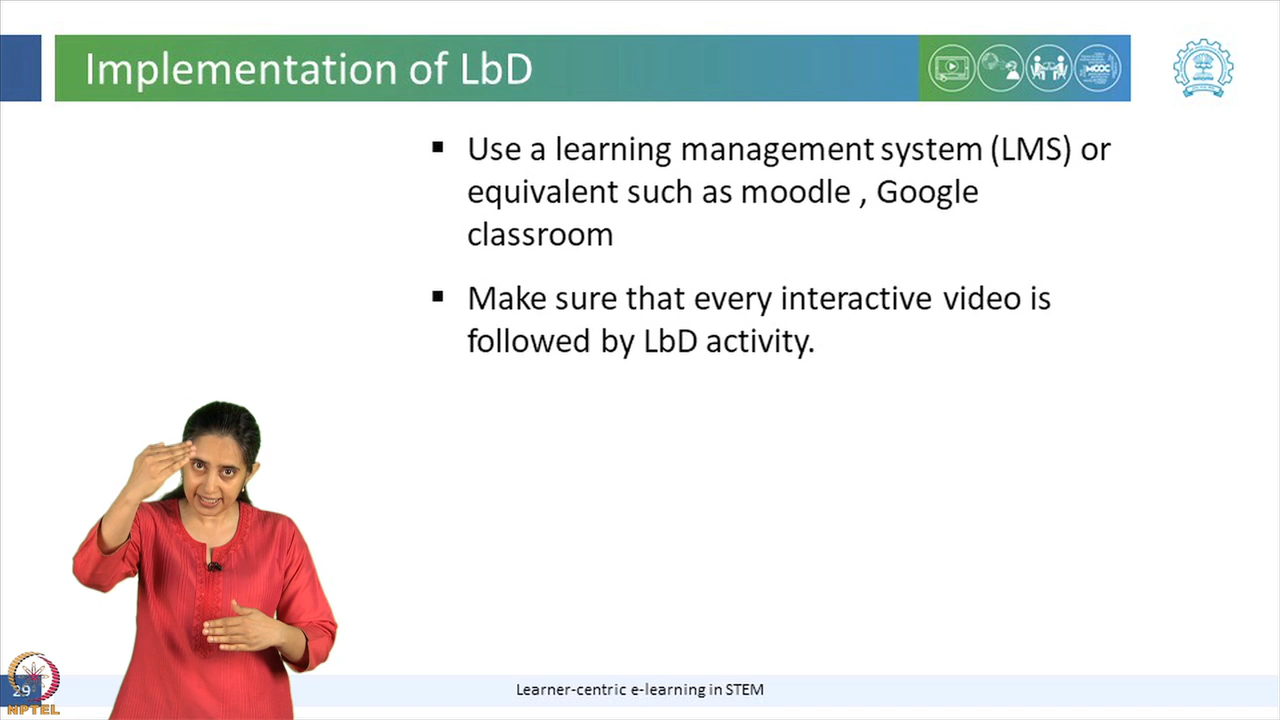 Implementation of LbD
MOOC
▪ Use a learning management system (LMS) or
equivalent such as moodle , Google
classroom
▪ Make sure that every interactive video is
followed by LbD activity.
29
NPTEL
Learner-centric e-learning in STEM